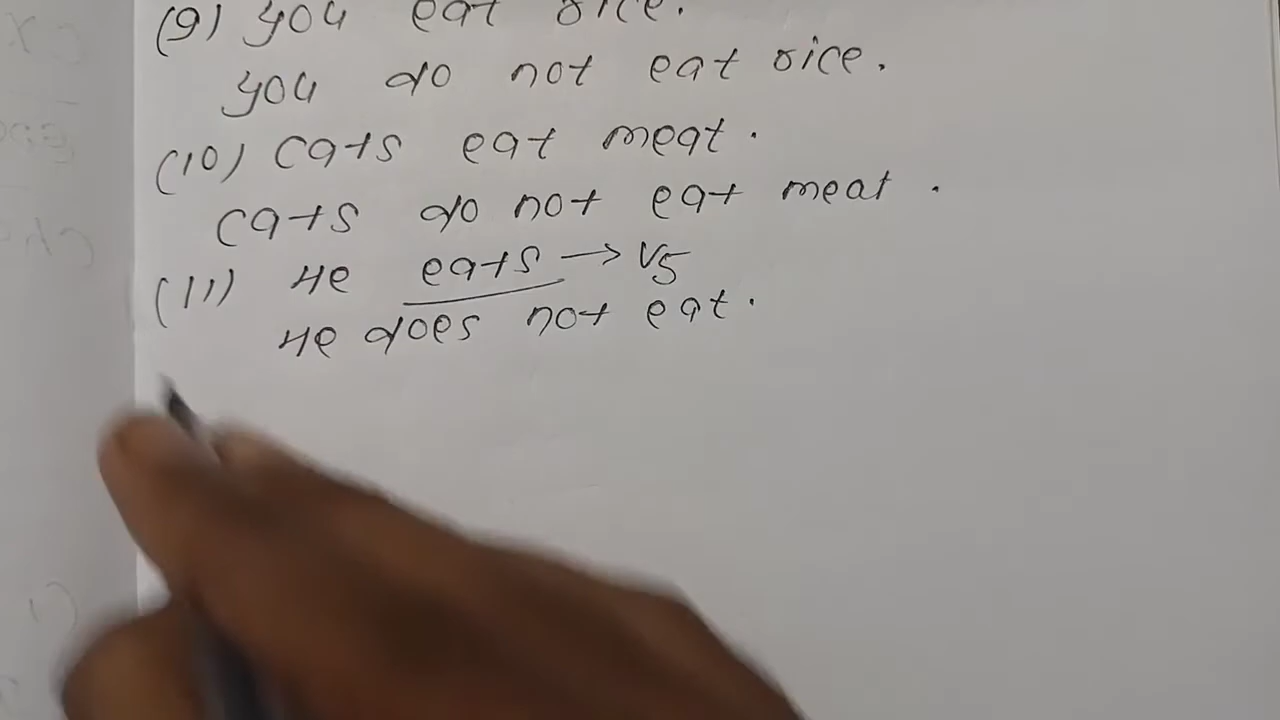 (9) you eat rice.
you do not eat rice.
(10) Cats eat meat.
Cats do not eat meat.
(11) He eats → V5
He does not eat.